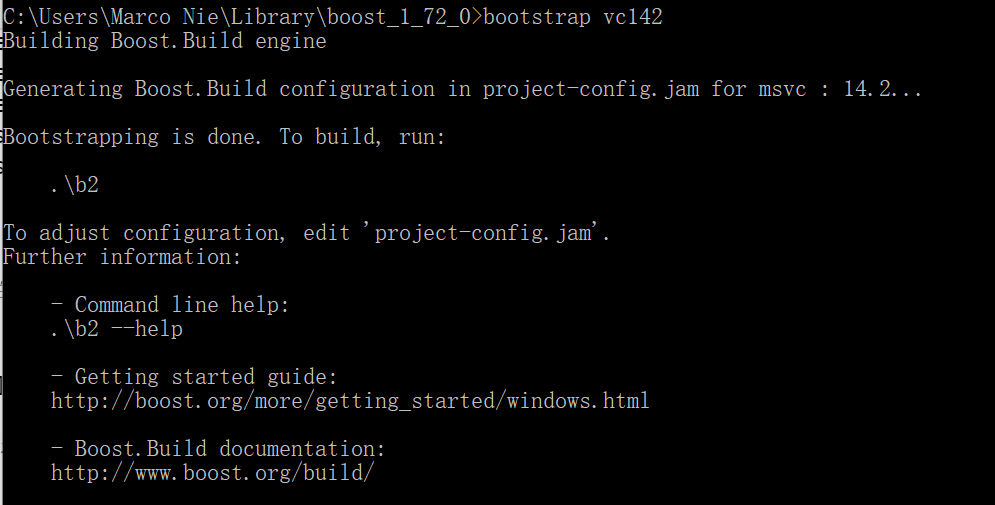 C:\Users\Marco Nie\Library\boost_1_72_0>bootstrap vc142
Building Boost.Build engine
Generating Boost.Build configuration in project-config.jam for msvc : 14.2...
Bootstrapping is done. To build, run:
.\b2
To adjust configuration, edit 'project-config.jam'.
Further information:
- Command line help:
.\b2 --help
- Getting started guide:
http://boost.org/more/getting_started/windows.html
- Boost.Build documentation:
http://www.boost.org/build/